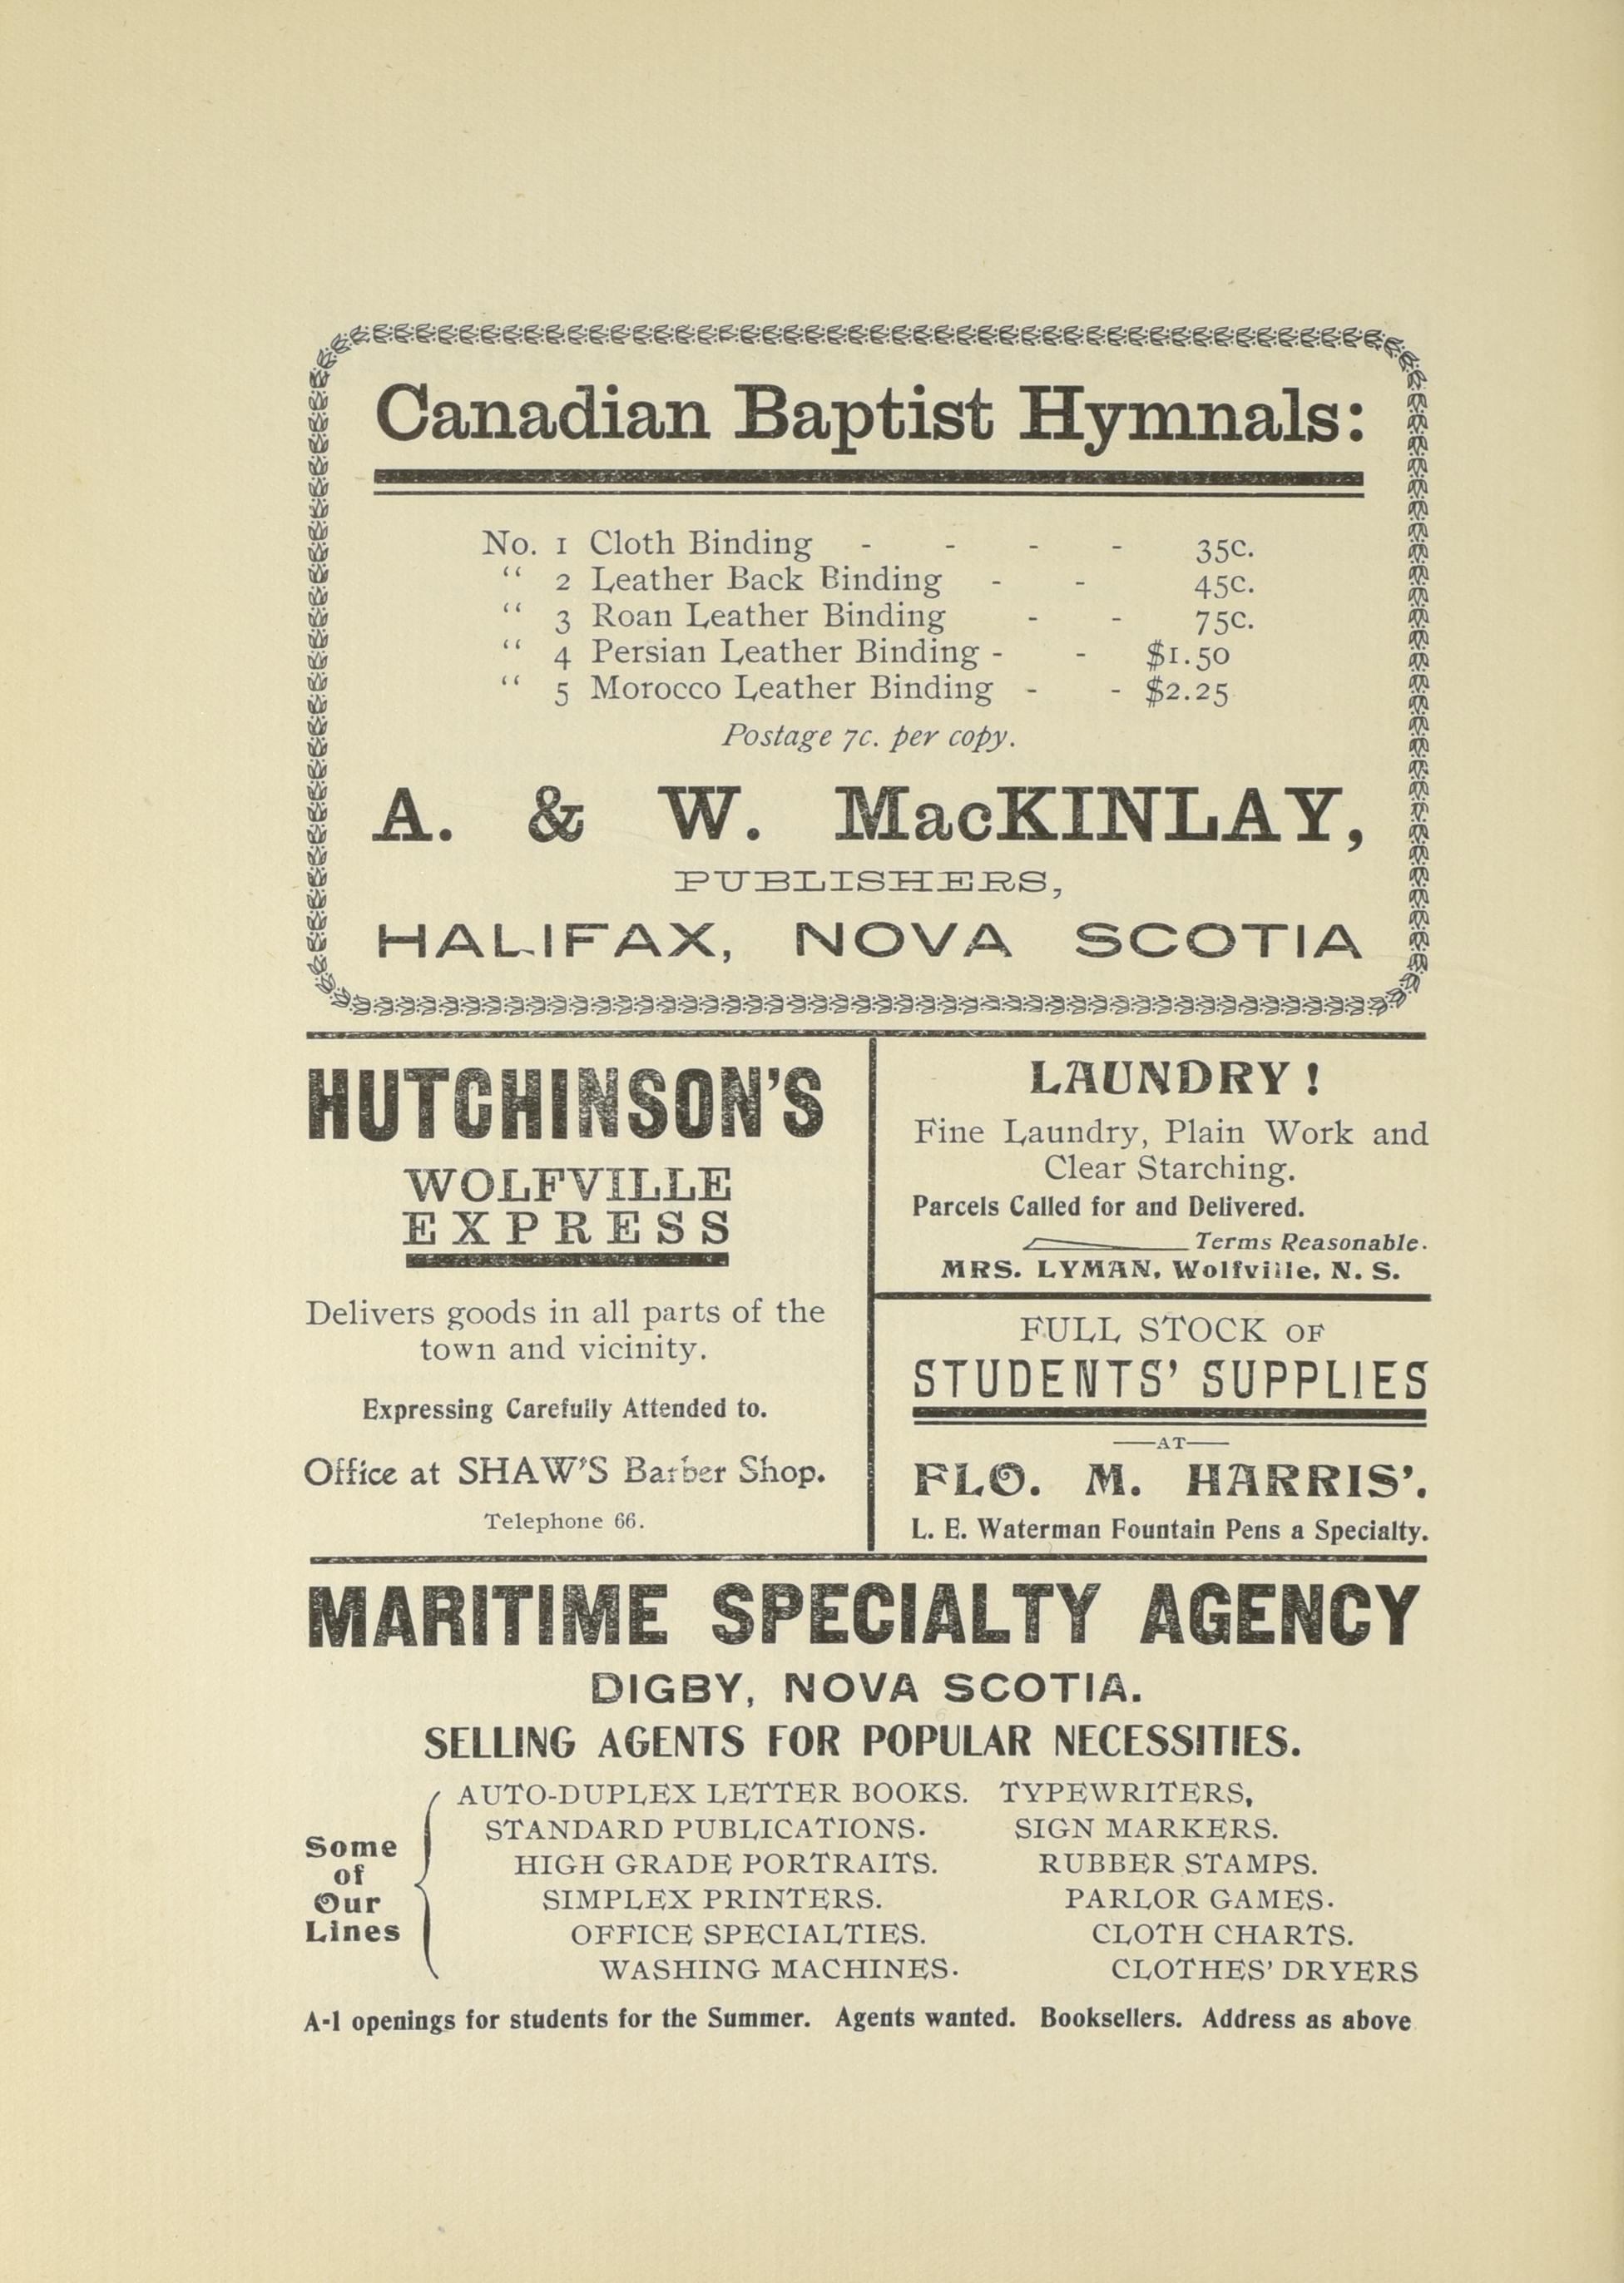 Canadian Baptist Hymnals:
No. 1 Cloth Binding - - - - 35c.
“ 2 Leather Back Binding - - 45c.
“ 3 Roan Leather Binding - - 75c.
“ 4 Persian Leather Binding - - $1.50
“ 5 Morocco Leather Binding - - $2.25
Postage 7c. per copy.
A. & W. MacKINLAY,
PUBLISHERS,
HALIFAX, NOVA SCOTIA
HUTCHINSON'S
WOLFVILLE
EXPRESS
Delivers goods in all parts of the
town and vicinity.
Expressing Carefully Attended to.
Office at SHAW'S Barber Shop.
Telephone 66.
LAUNDRY !
Fine Laundry, Plain Work and
Clear Starching.
Parcels Called for and Delivered.
Terms Reasonable.
MRS. LYMAN, Wolfville, N. S.
FULL STOCK OF
STUDENTS' SUPPLIES
—AT—
FLO. M. HARRIS'.
L. E. Waterman Fountain Pens a Specialty.
MARITIME SPECIALTY AGENCY
DIGBY, NOVA SCOTIA.
SELLING AGENTS FOR POPULAR NECESSITIES.
Some
of
Our
Lines
AUTO-DUPLEX LETTER BOOKS. TYPEWRITERS,
STANDARD PUBLICATIONS. SIGN MARKERS.
HIGH GRADE PORTRAITS. RUBBER STAMPS.
SIMPLEX PRINTERS. PARLOR GAMES.
OFFICE SPECIALTIES. CLOTH CHARTS.
WASHING MACHINES. CLOTHES' DRYERS
A-1 openings for students for the Summer. Agents wanted. Booksellers. Address as above